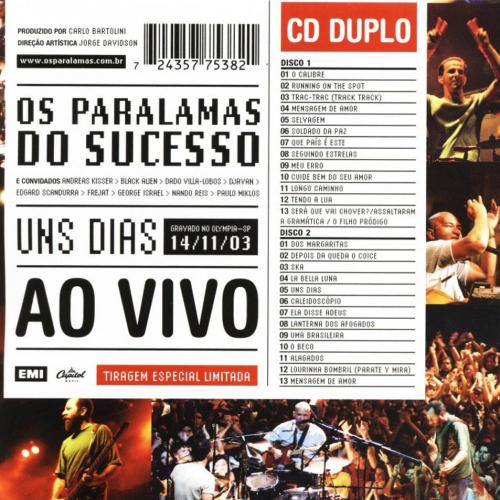 PRODUZIDO POR CARLO BARTOLINI
DIREÇÃO ARTÍSTICA JORGE DAVIDSON
www.osparalamas.com.br
7 24357 75382
CD DUPLO
OS PARALAMAS
DO SUCESSO
E CONVIDADOS ANDREAS KISSER > BLACK ALIEN > DADO VILLA-LOBOS > DJAVAN >
EDGARD SCANDURRA > FREJAT > GEORGE ISRAEL > NANDO REIS > PAULO MIKLOS
UNS DIAS
GRAVADO NO OLYMPIA-SP
14/11/03
AO VIVO
EMI
Capitol
MUSIC
TIRAGEM ESPECIAL LIMITADA
DISCO 1
01 O CALIBRE
02 RUNNING ON THE SPOT
03 TRAC-TRAC (TRACK TRACK)
04 MENSAGEM DE AMOR
05 SELVAGEM
06 SOLDADO DA PAZ
07 QUE PAÍS É ESTE
08 SEGUINDO ESTRELAS
09 MEU ERRO
10 CUIDE BEM DO SEU AMOR
11 LONGO CAMINHO
12 TENDO A LUA
13 SERÁ QUE VAI CHOVER?/ASSALTARAM
A GRAMÁTICA / O FILHO PRÓDIGO
DISCO 2
01 DOS MARGARITAS
02 DEPOIS DA QUEDA O COICE
03 SKA
04 LA BELLA LUNA
05 UNS DIAS
06 CALEIDOSCÓPIO
07 ELA DISSE ADEUS
08 LANTERNA DOS AFOGADOS
09 UMA BRASILEIRA
10 O BECO
11 ALAGADOS
12 LOURINHA BOMBRIL (PARATE Y MIRA)
13 MENSAGEM DE AMOR